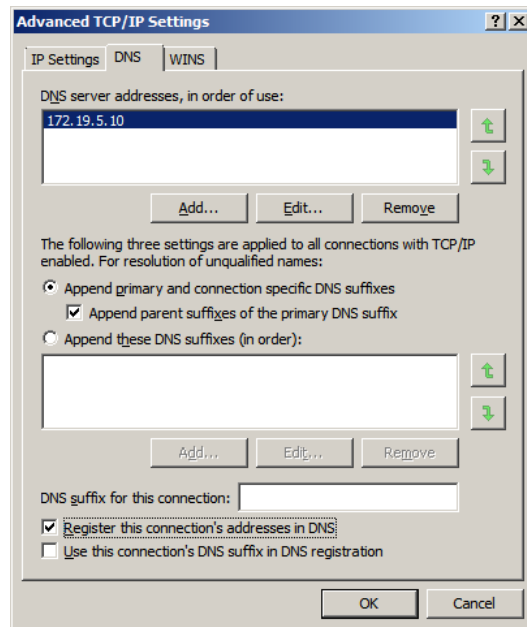 Advanced TCP/IP Settings
IP Settings DNS WINS
DNS server addresses, in order of use:
172.19.5.10
Add... Edit... Remove
The following three settings are applied to all connections with TCP/IP
enabled. For resolution of unqualified names:
Append primary and connection specific DNS suffixes
Append parent suffixes of the primary DNS suffix
Append these DNS suffixes (in order):
Add... Edit... Remove
DNS suffix for this connection:
Register this connection's addresses in DNS
Use this connection's DNS suffix in DNS registration
OK Cancel